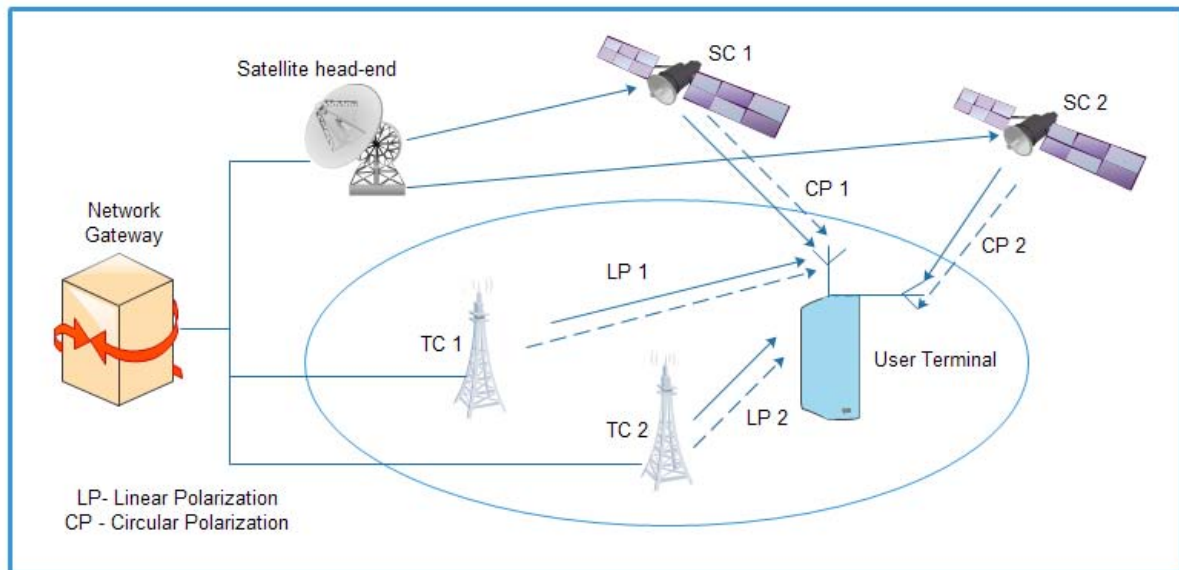 SC 1
Satellite head-end
SC 2
CP 1
Network
Gateway
CP 2
LP 1
TC 1
User Terminal
TC 2
LP 2
LP- Linear Polarization
CP - Circular Polarization